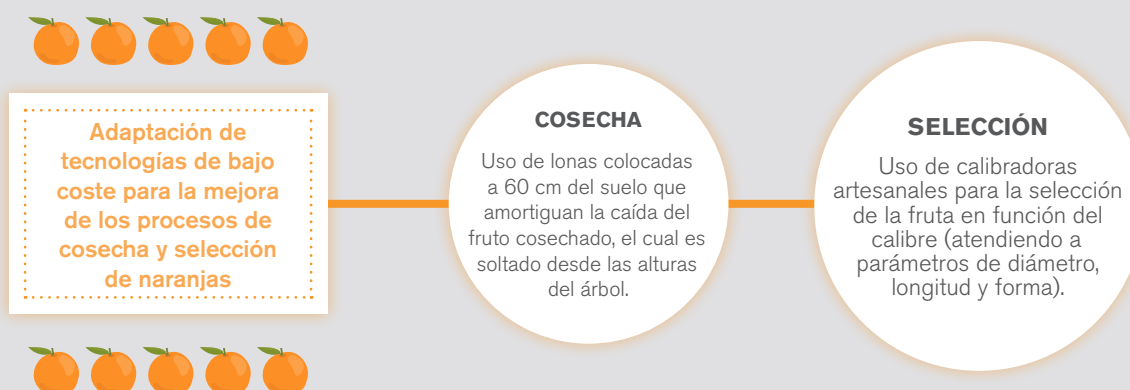 Adaptación de
tecnologías de bajo
coste para la mejora
de los procesos de
cosecha y selección
de naranjas
COSECHA
Uso de lonas colocadas
a 60 cm del suelo que
amortiguan la caída del
fruto cosechado, el cual es
soltado desde las alturas
del árbol.
SELECCIÓN
Uso de calibradoras
artesanales para la selección
de la fruta en función del
calibre (atendiendo a
parámetros de diámetro,
longitud y forma).